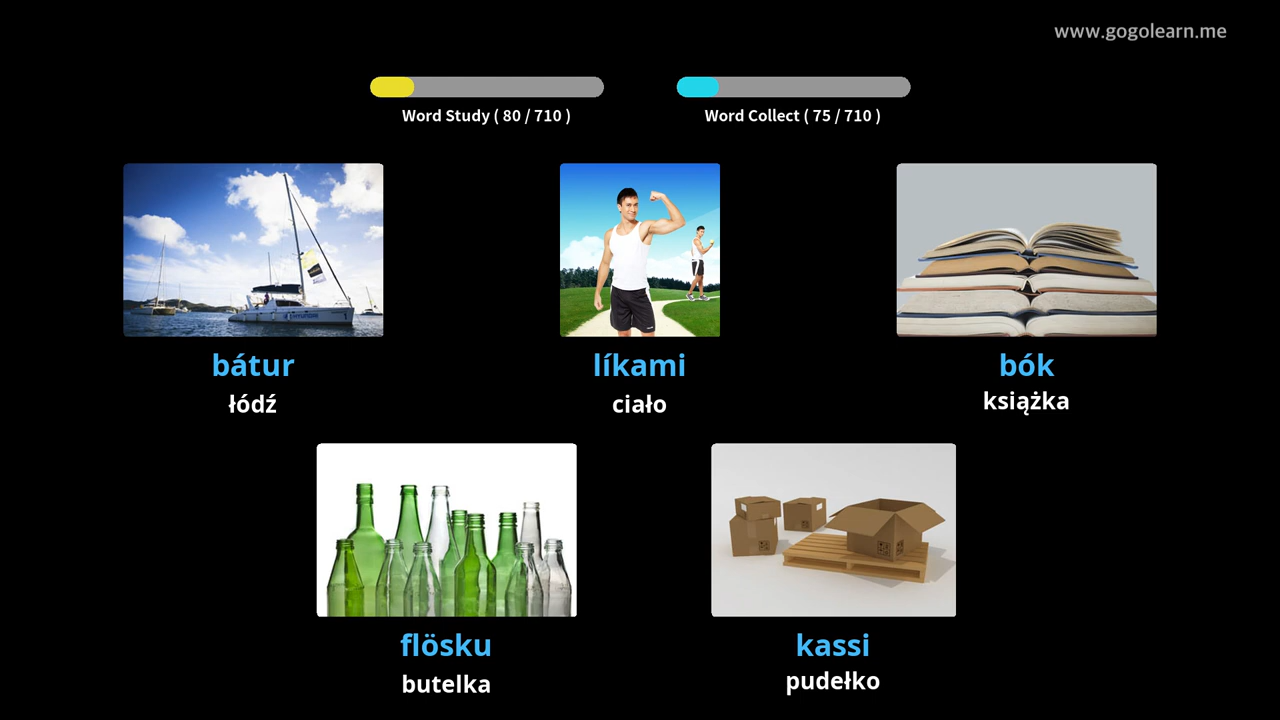 www.gogolearn.me
Word Study ( 80 / 710 )
Word Collect ( 75 / 710 )
bátur
łódź
líkami
ciało
bók
książka
flösku
butelka
kassi
pudełko